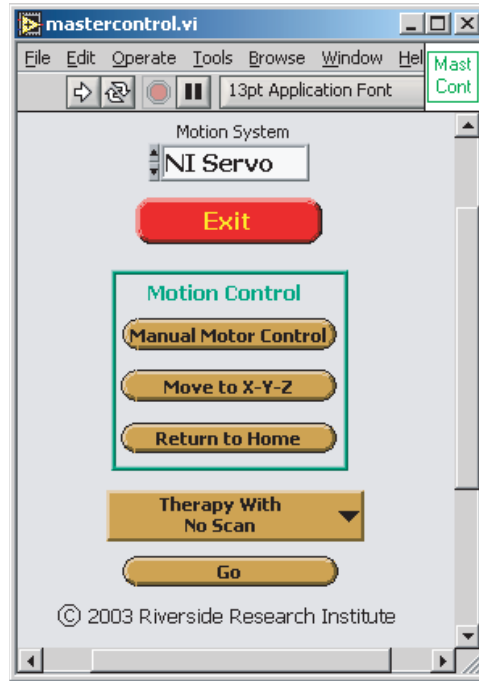 mastercontrol.vi
File Edit Operate Tools Browse Window Hel
Mast
Cont
13pt Application Font
Motion System
NI Servo
Exit
Motion Control
Manual Motor Control
Move to X-Y-Z
Return to Home
Therapy With
No Scan
Go
© 2003 Riverside Research Institute